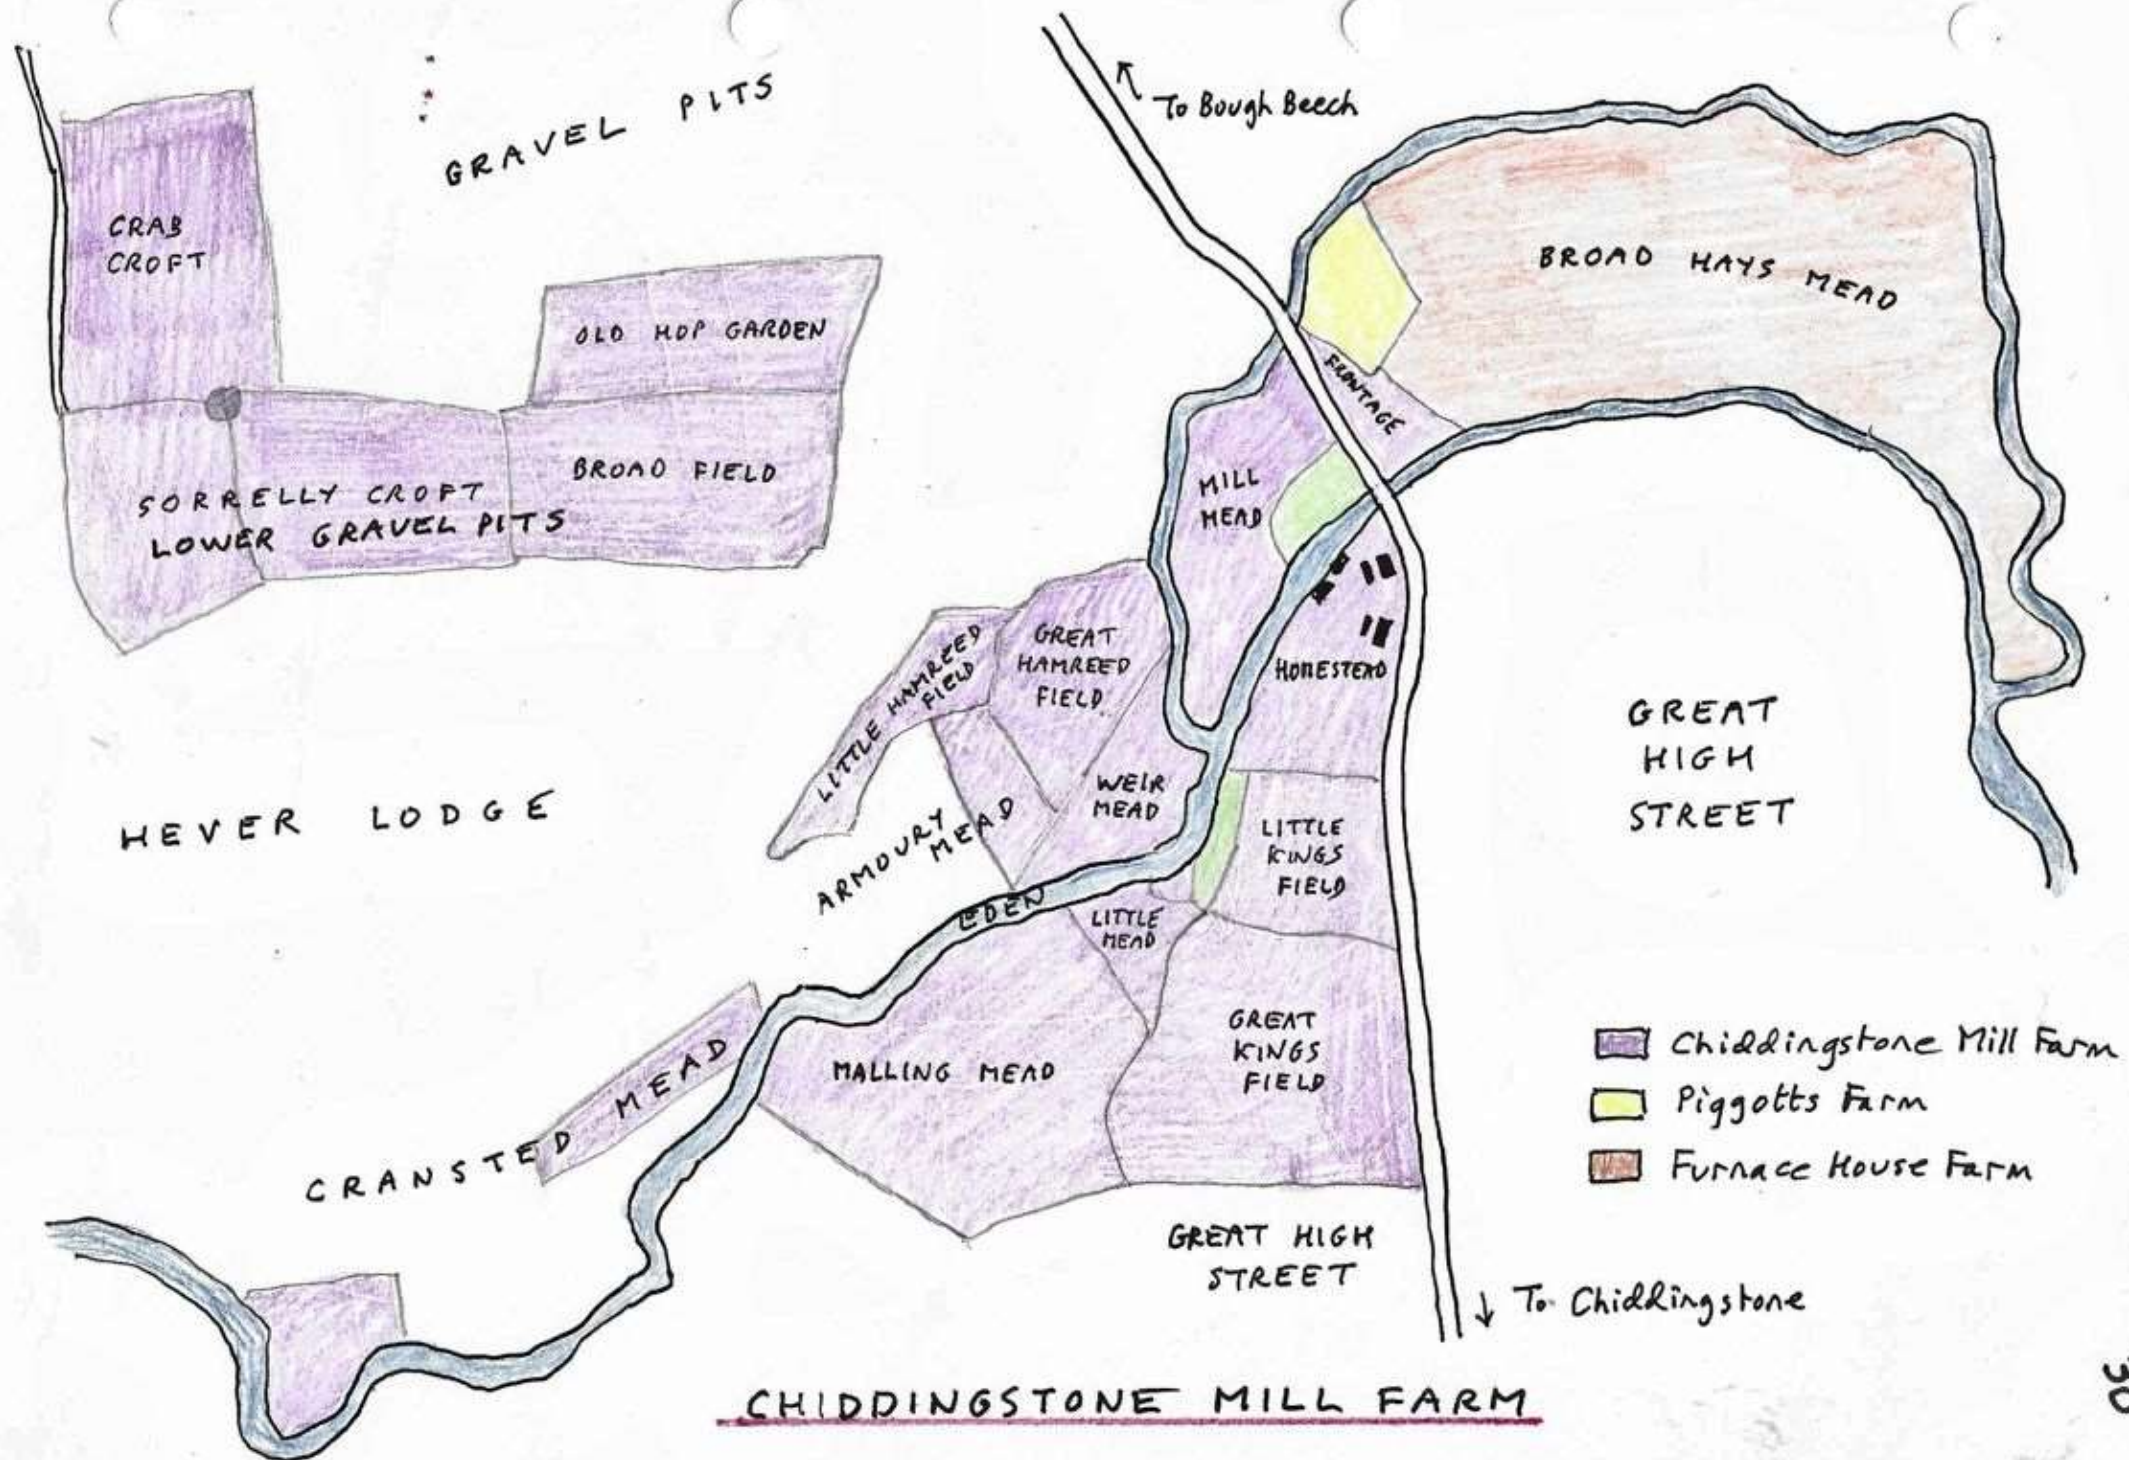 GRAVEL PITS
To Bough Beech
CRAB
CROFT
BROAD HAYS MEAD
OLD HOP GARDEN
FRONTAGE
BROAD FIELD
SORRELLY CROFT
LOWER GRAVEL PITS
MILL
MEAD
LITTLE HAMREED
FIELD
GREAT
HAMREED
FIELD
HOMESTEAD
GREAT
HIGH
STREET
HEVER LODGE
WEIR
MEAD
ARMOURY
MEAD
LITTLE
KINGS
FIELD
EDEN
LITTLE
MEAD
CRANSTED MEAD
MALLING MEAD
GREAT
KINGS
FIELD
Chiddingstone Mill Farm
Piggotts Farm
Furnace House Farm
GREAT HIGH
STREET
To Chiddingstone
CHIDDINGSTONE MILL FARM
30